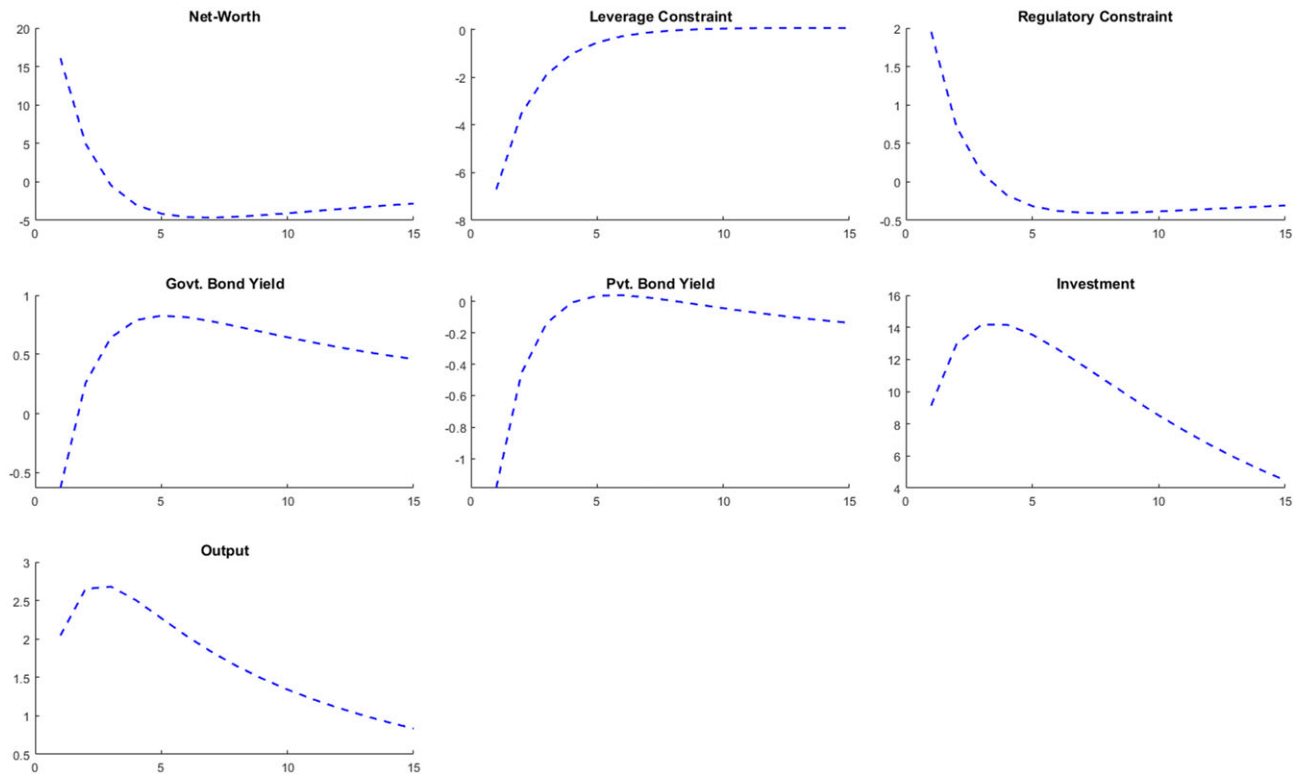 Net-Worth
20
15
10
5
0
-5
0 5 10 15
Leverage Constraint
0
-2
-4
-6
-8
0 5 10 15
Regulatory Constraint
2
1.5
1
0.5
0
-0.5
0 5 10 15
Govt. Bond Yield
1
0.5
0
-0.5
0 5 10 15
Pvt. Bond Yield
0
-0.2
-0.4
-0.6
-0.8
-1
0 5 10 15
Investment
16
14
12
10
8
6
4
0 5 10 15
Output
3
2.5
2
1.5
1
0.5
0 5 10 15